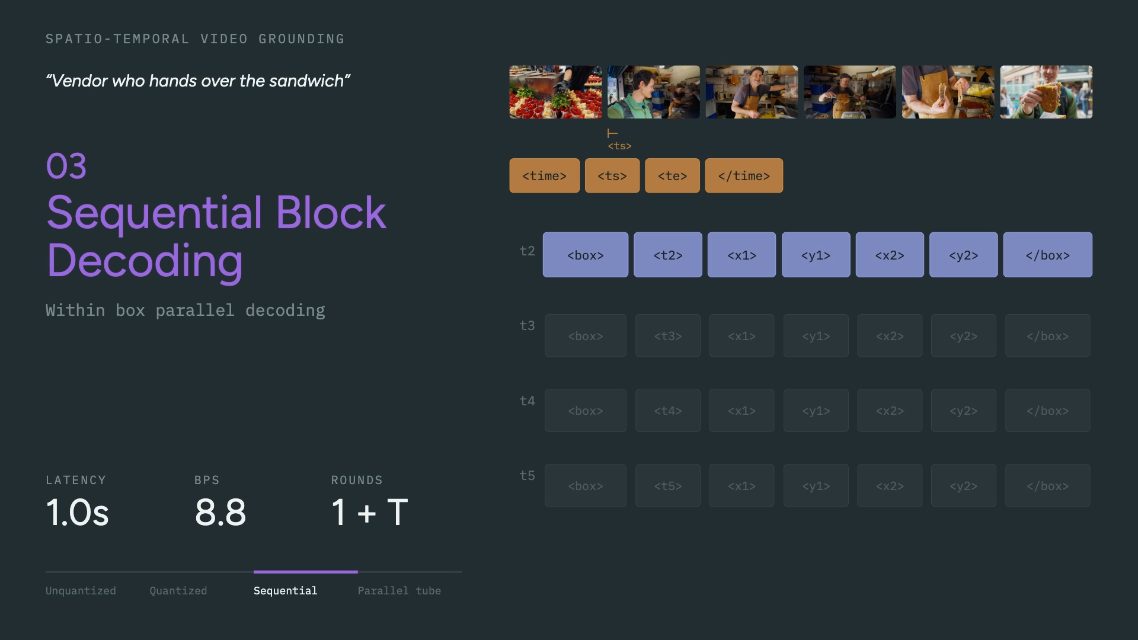 SPATIO-TEMPORAL VIDEO GROUNDING
“Vendor who hands over the sandwich”
03
Sequential Block
Decoding
Within box parallel decoding
LATENCY BPS ROUNDS
1.0s 8.8 1 + T
Unquantized Quantized Sequential Parallel tube
<ts>
<time> <ts> <te> </time>
t2 <box> <t2> <x1> <y1> <x2> <y2> </box>
t3 <box> <t3> <x1> <y1> <x2> <y2> </box>
t4 <box> <t4> <x1> <y1> <x2> <y2> </box>
t5 <box> <t5> <x1> <y1> <x2> <y2> </box>